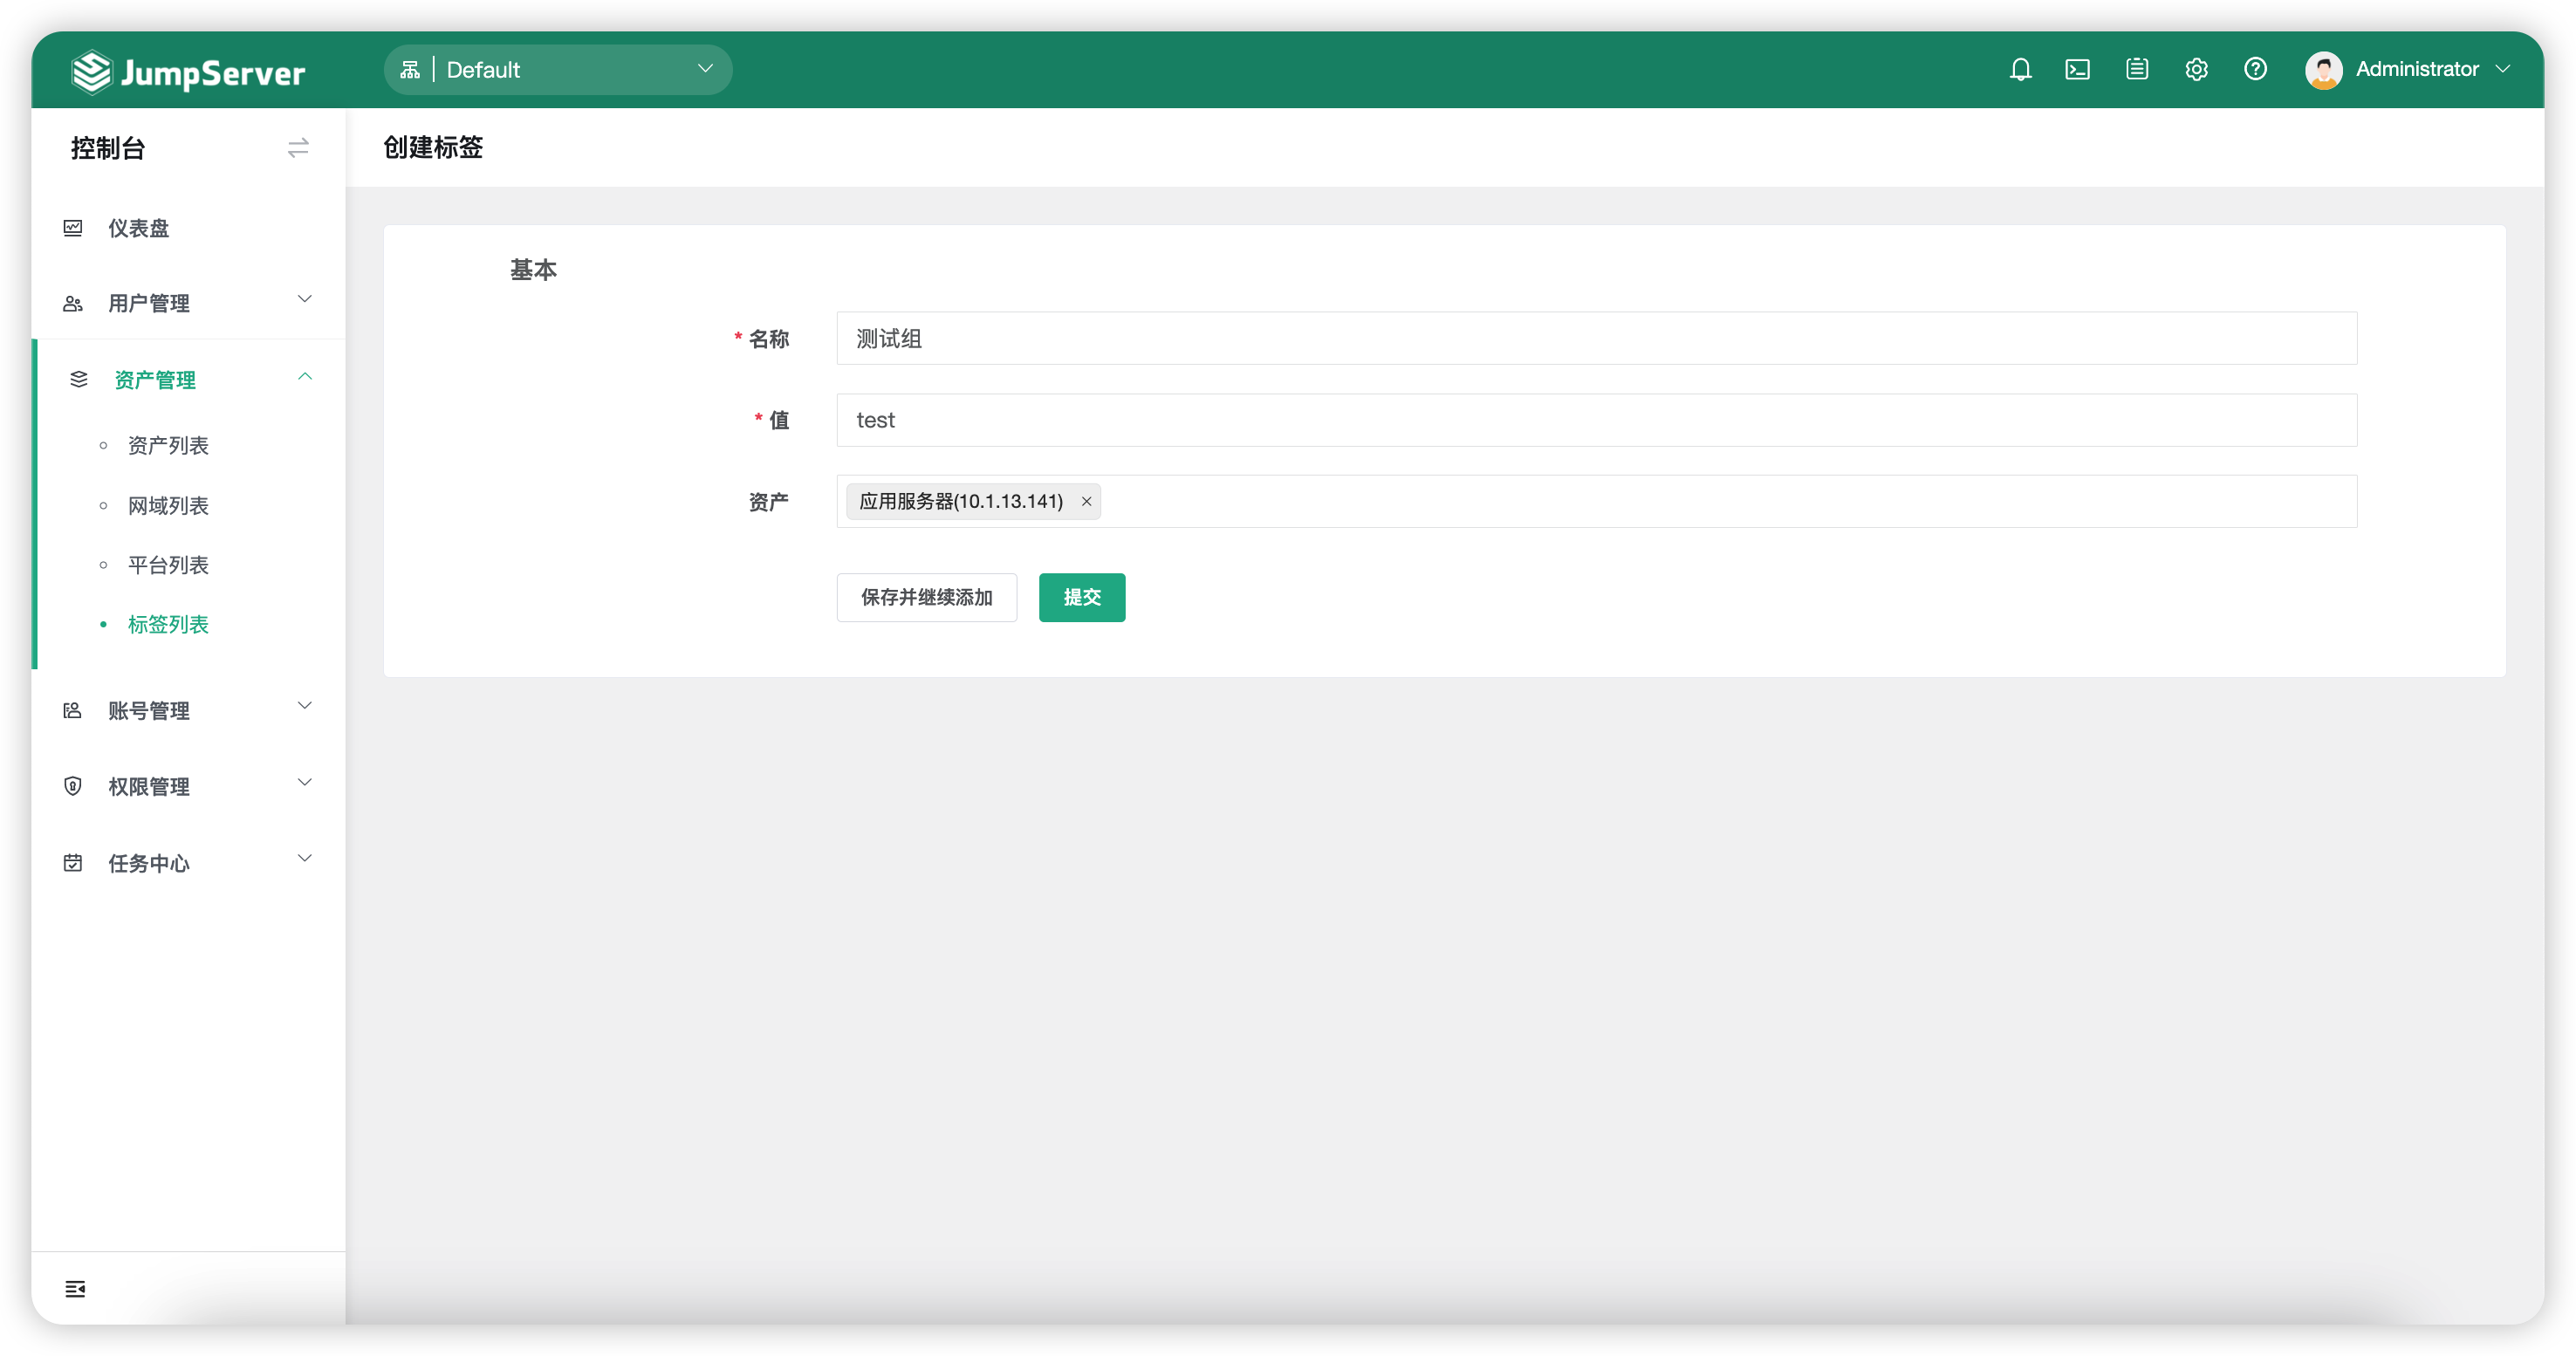 JumpServer
Default
Administrator
控制台
仪表盘
用户管理
资产管理
资产列表
网域列表
平台列表
标签列表
账号管理
权限管理
任务中心
创建标签
基本
* 名称 测试组
* 值 test
资产 应用服务器(10.1.13.141) ×
保存并继续添加 提交